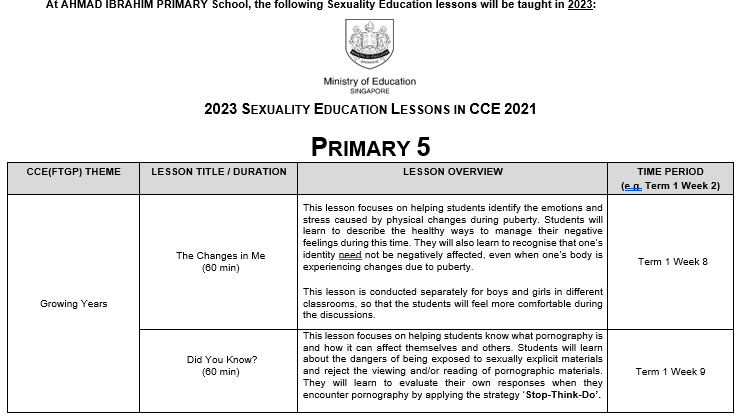 At AHMAD IBRAHIM PRIMARY School, the following Sexuality Education lessons will be taught in 2023:
Ministry of Education
SINGAPORE
2023 SEXUALITY EDUCATION LESSONS IN CCE 2021
PRIMARY 5
CCE(FTGP) THEME LESSON TITLE / DURATION LESSON OVERVIEW TIME PERIOD
(e.g. Term 1 Week 2)
Growing Years
The Changes in Me
(60 min)
This lesson focuses on helping students identify the emotions and
stress caused by physical changes during puberty. Students will
learn to describe the healthy ways to manage their negative
feelings during this time. They will also learn to recognise that one's
identity need not be negatively affected, even when one's body is
experiencing changes due to puberty.
This lesson is conducted separately for boys and girls in different
classrooms, so that the students will feel more comfortable during
the discussions.
Term 1 Week 8
Did You Know?
(60 min)
This lesson focuses on helping students know what pornography is
and how it can affect themselves and others. Students will learn
about the dangers of being exposed to sexually explicit materials
and reject the viewing and/or reading of pornographic materials.
They will learn to evaluate their own responses when they
encounter pornography by applying the strategy 'Stop-Think-Do'.
Term 1 Week 9